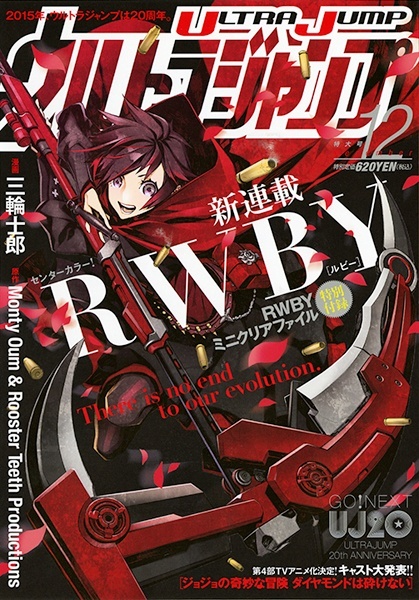 2015年、ウルトラジャンプは20周年。
ULTRA JUMP
ウルトラジャンプ
特大号
12
特別定価620YEN(税込)
漫画 三輪士郎
原作 Monty Oum & Rooster Teeth Productions
新連載
センターカラー!
RWBY
[ルビー]
特別付録
RWBY
ミニクリアファイル
There is no end
to our evolution.
GO!NEXT
UJ20
ULTRAJUMP
20th ANNIVERSARY
第4部TVアニメ化決定! キャスト大発表!!
「ジョジョの奇妙な冒険 ダイヤモンドは砕けない」